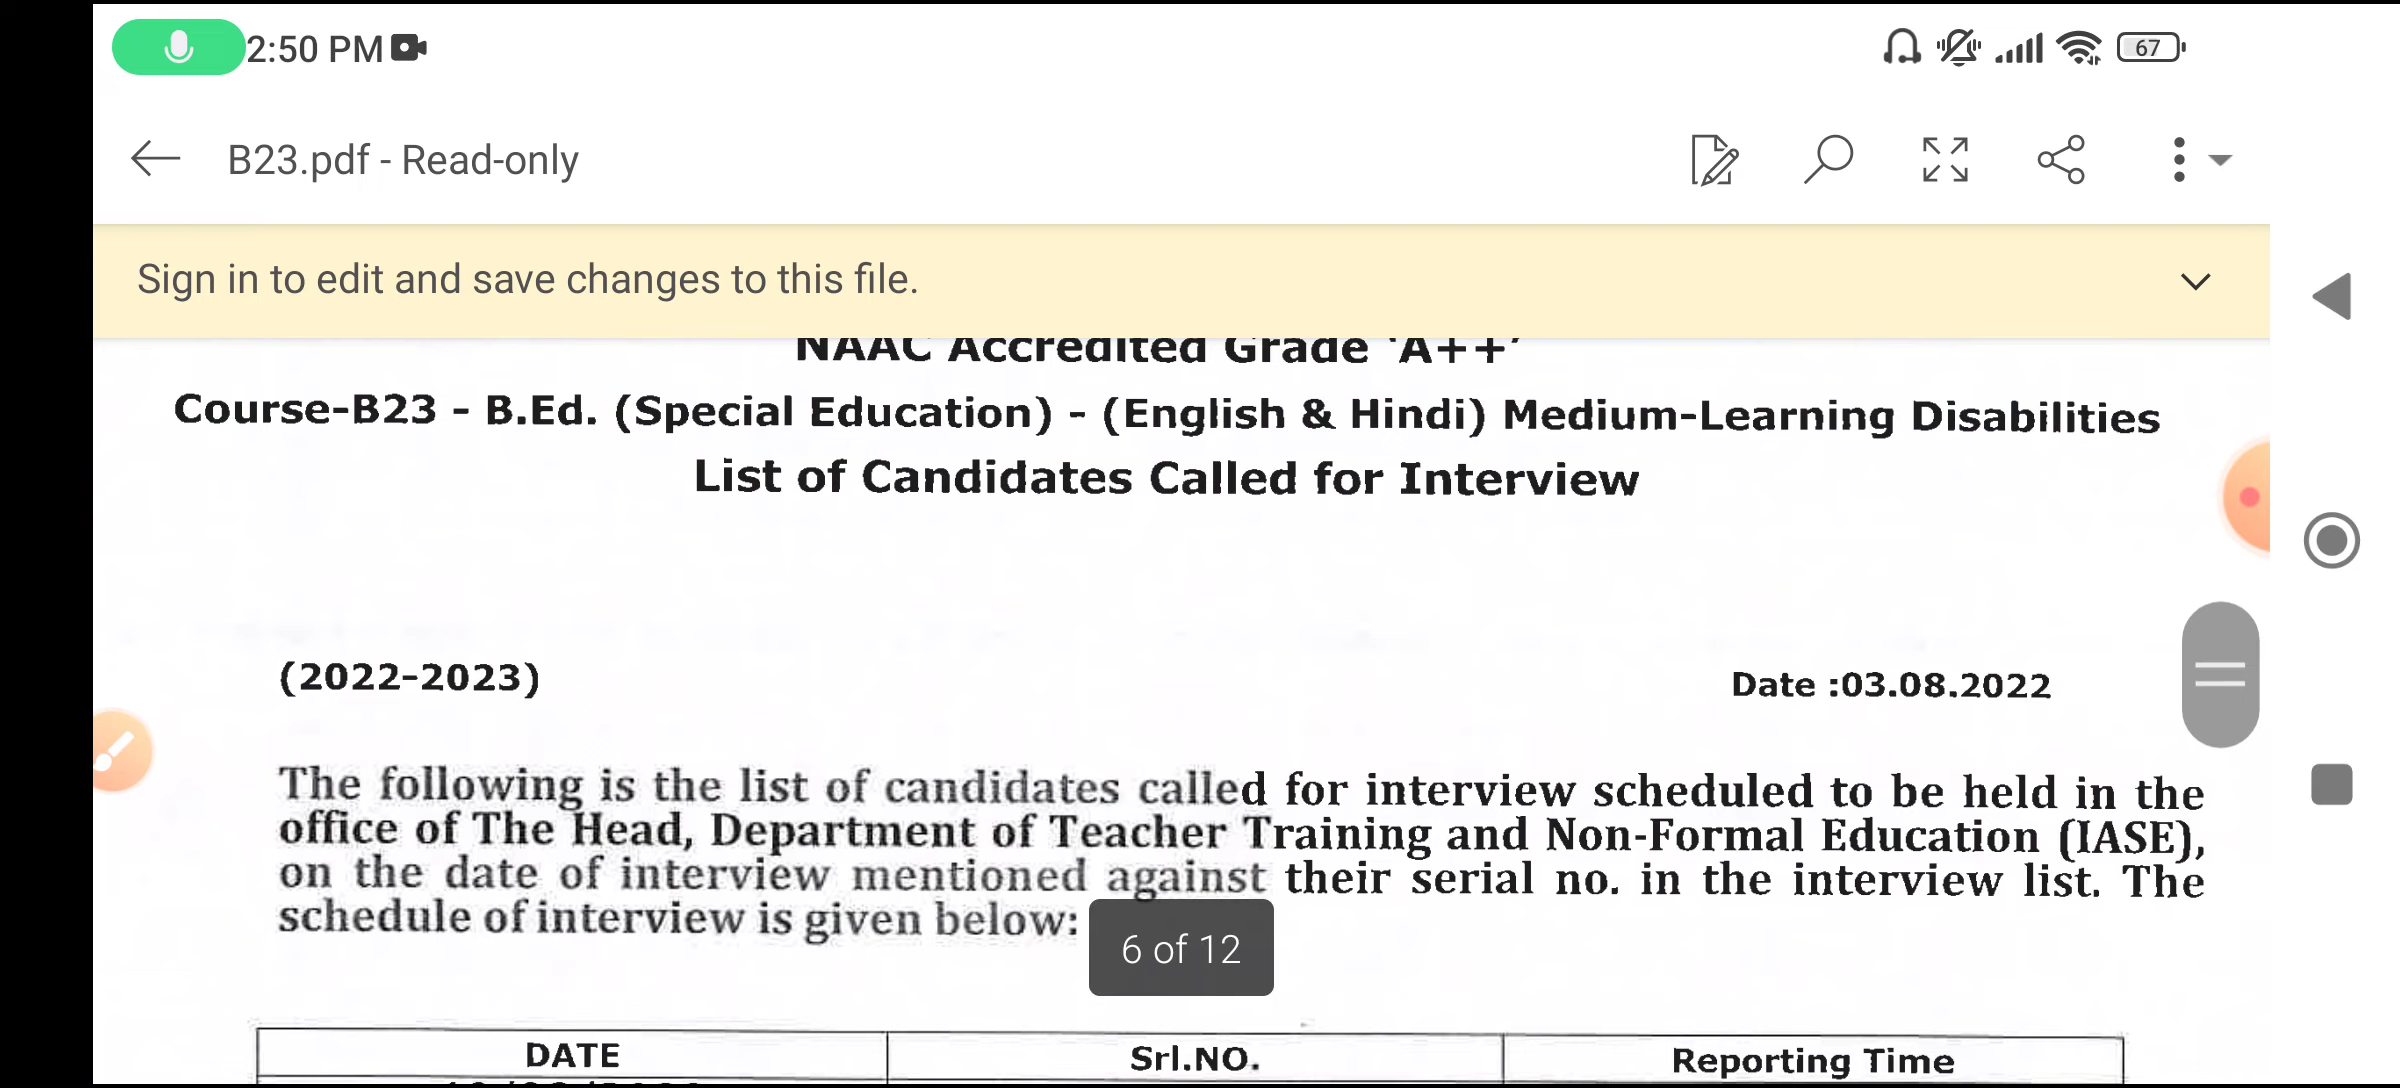 2:50 PM
67
B23.pdf - Read-only
Sign in to edit and save changes to this file.
NAAC Accredited Grade 'A++'
Course-B23 - B.Ed. (Special Education) - (English & Hindi) Medium-Learning Disabilities
List of Candidates Called for Interview
(2022-2023)
Date :03.08.2022
The following is the list of candidates called for interview scheduled to be held in the
office of The Head, Department of Teacher Training and Non-Formal Education (IASE),
on the date of interview mentioned against their serial no. in the interview list. The
schedule of interview is given below:
6 of 12
DATE
Srl.NO.
Reporting Time